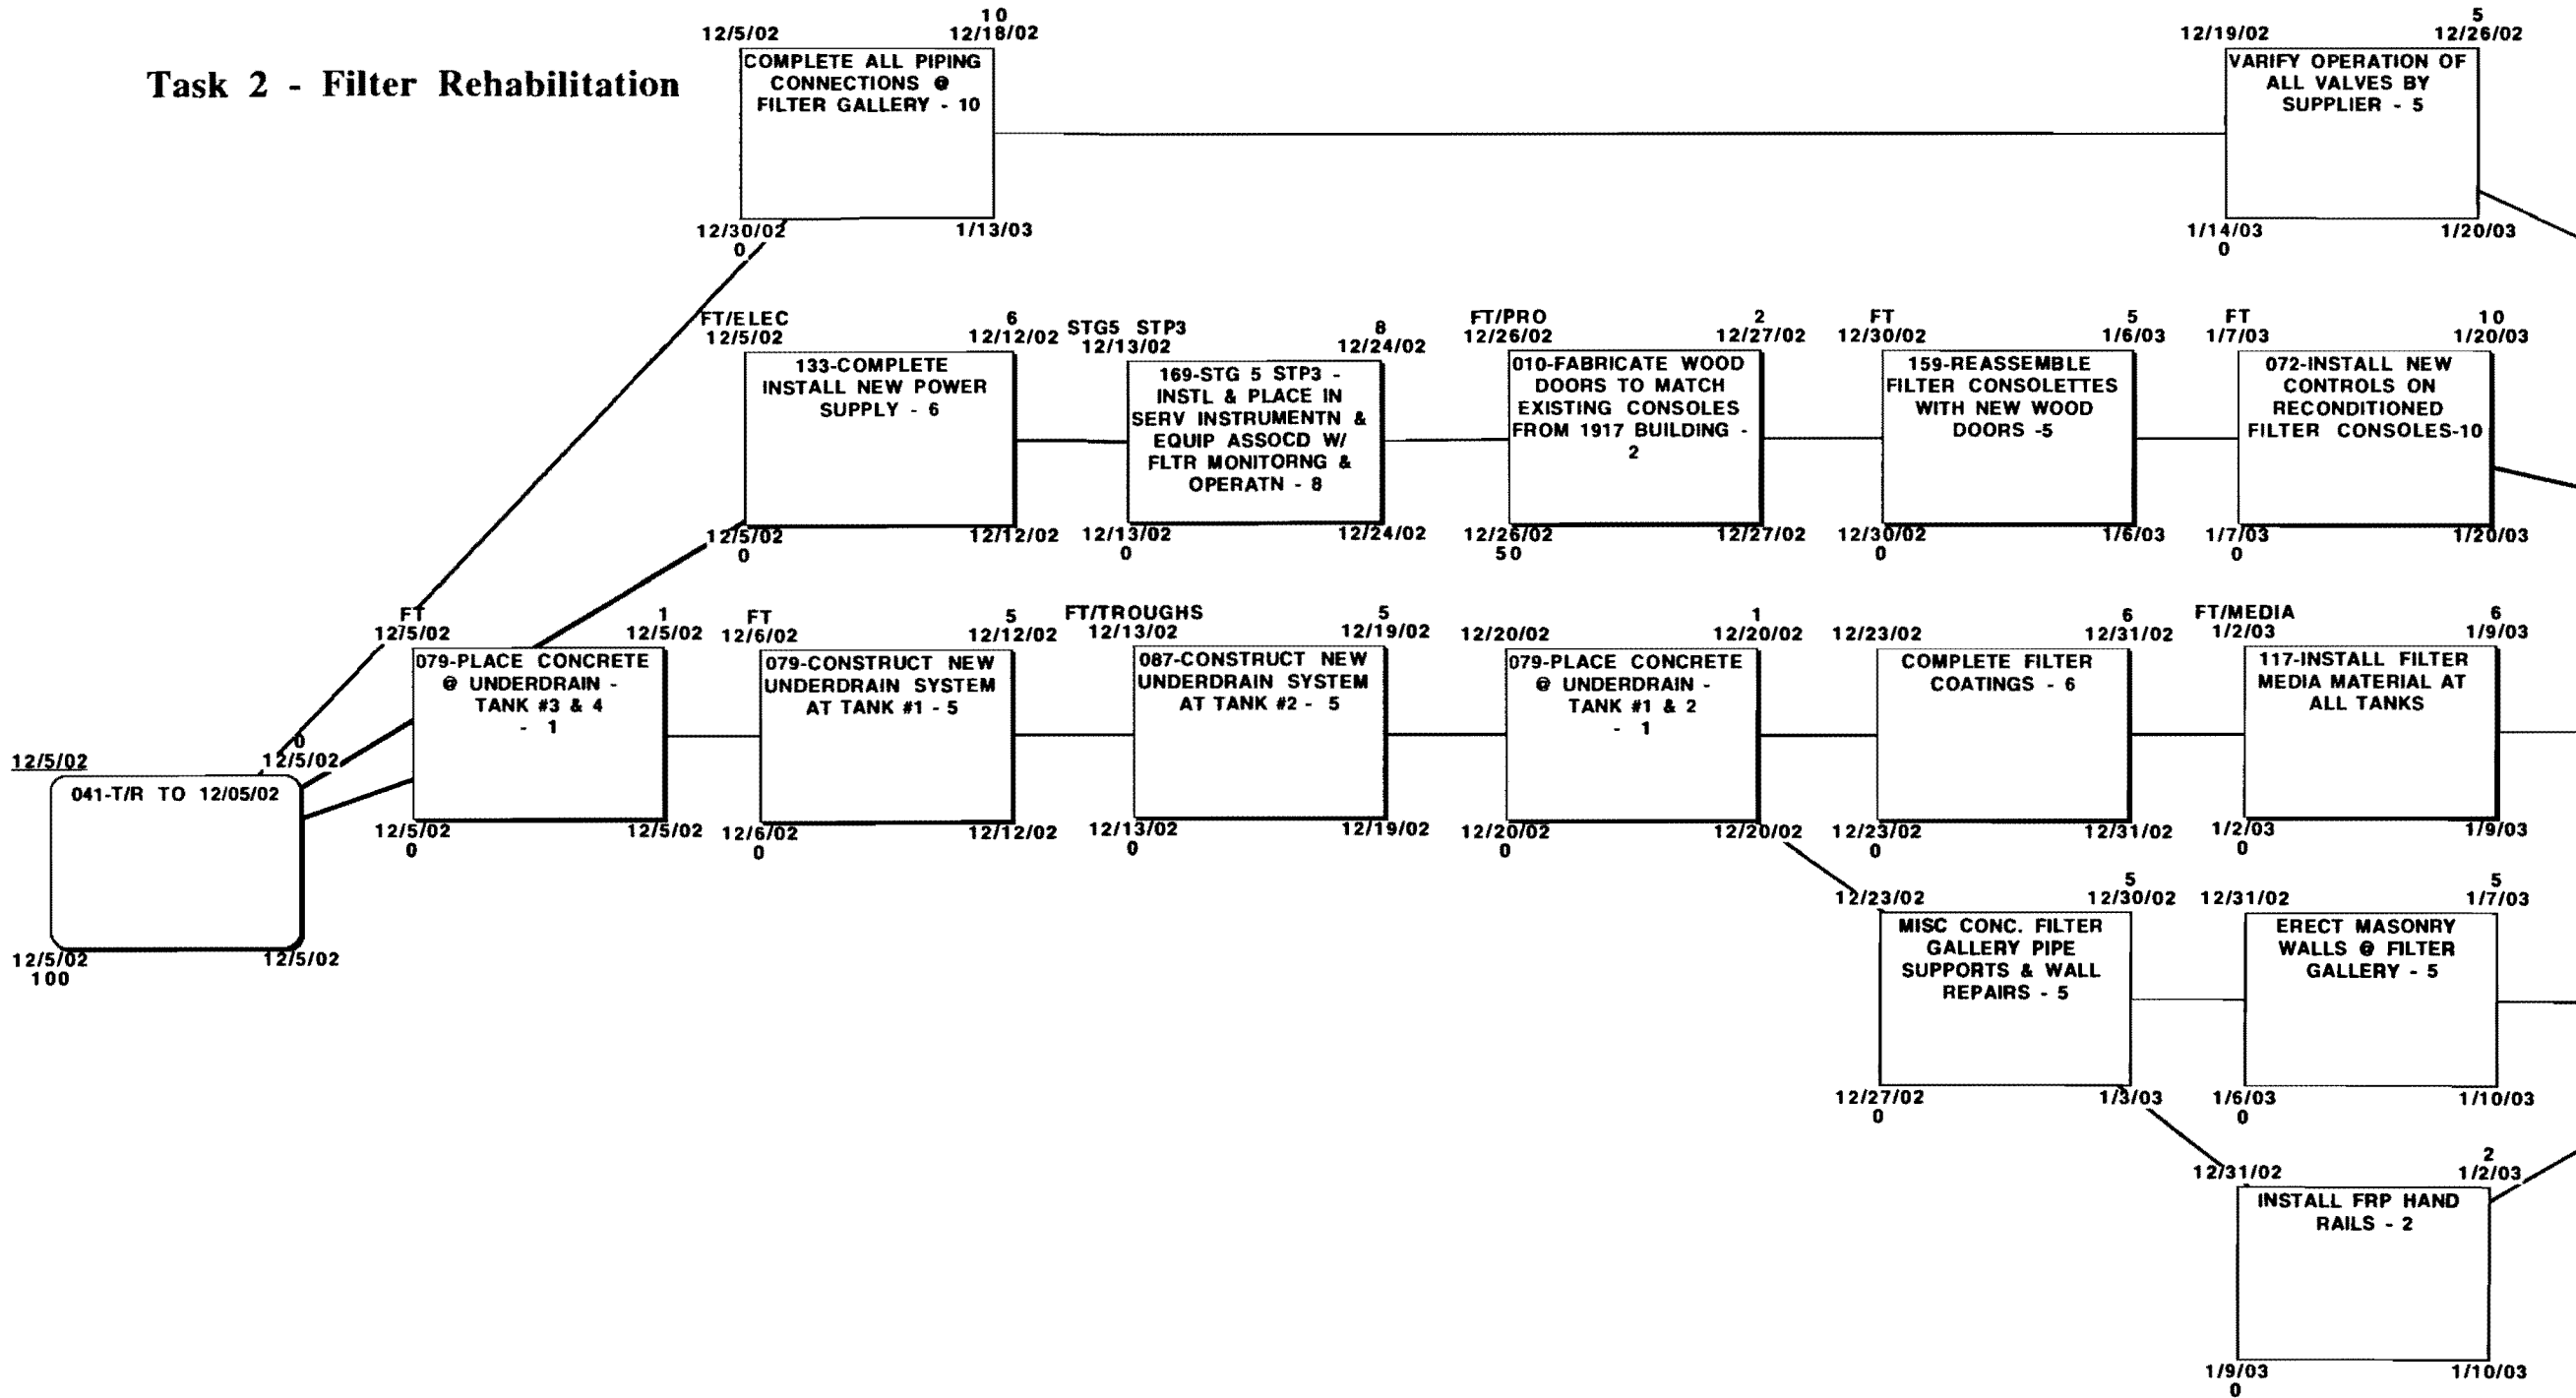 Task 2 - Filter Rehabilitation
10
12/5/02 12/18/02
COMPLETE ALL PIPING
CONNECTIONS @
FILTER GALLERY - 10
12/30/02 1/13/03
0
5
12/19/02 12/26/02
VARIFY OPERATION OF
ALL VALVES BY
SUPPLIER - 5
1/14/03 1/20/03
0
FT/ELEC 6
12/5/02 12/12/02
133-COMPLETE
INSTALL NEW POWER
SUPPLY - 6
12/5/02 12/12/02
0
STG5 STP3 8
12/13/02 12/24/02
169-STG 5 STP3 -
INSTL & PLACE IN
SERV INSTRUMENTN &
EQUIP ASSOCD W/
FLTR MONITORNG &
OPERATN - 8
12/13/02 12/24/02
0
FT/PRO 2
12/26/02 12/27/02
010-FABRICATE WOOD
DOORS TO MATCH
EXISTING CONSOLES
FROM 1917 BUILDING -
2
12/26/02 12/27/02
50
FT 5
12/30/02 1/6/03
159-REASSEMBLE
FILTER CONSOLETTES
WITH NEW WOOD
DOORS -5
12/30/02 1/6/03
0
FT 10
1/7/03 1/20/03
072-INSTALL NEW
CONTROLS ON
RECONDITIONED
FILTER CONSOLES-10
1/7/03 1/20/03
0
0
12/5/02 12/5/02
041-T/R TO 12/05/02
12/5/02 12/5/02
100
FT 1
12/5/02 12/5/02
079-PLACE CONCRETE
@ UNDERDRAIN -
TANK #3 & 4
- 1
12/5/02 12/5/02
0
FT 5
12/6/02 12/12/02
079-CONSTRUCT NEW
UNDERDRAIN SYSTEM
AT TANK #1 - 5
12/6/02 12/12/02
0
FT/TROUGHS 5
12/13/02 12/19/02
087-CONSTRUCT NEW
UNDERDRAIN SYSTEM
AT TANK #2 - 5
12/13/02 12/19/02
0
1
12/20/02 12/20/02
079-PLACE CONCRETE
@ UNDERDRAIN -
TANK #1 & 2
- 1
12/20/02 12/20/02
0
6
12/23/02 12/31/02
COMPLETE FILTER
COATINGS - 6
12/23/02 12/31/02
0
FT/MEDIA 6
1/2/03 1/9/03
117-INSTALL FILTER
MEDIA MATERIAL AT
ALL TANKS
1/2/03 1/9/03
0
5
12/23/02 12/30/02
MISC CONC. FILTER
GALLERY PIPE
SUPPORTS & WALL
REPAIRS - 5
12/27/02 1/3/03
0
5
12/31/02 1/7/03
ERECT MASONRY
WALLS @ FILTER
GALLERY - 5
1/6/03 1/10/03
0
2
12/31/02 1/2/03
INSTALL FRP HAND
RAILS - 2
1/9/03 1/10/03
0